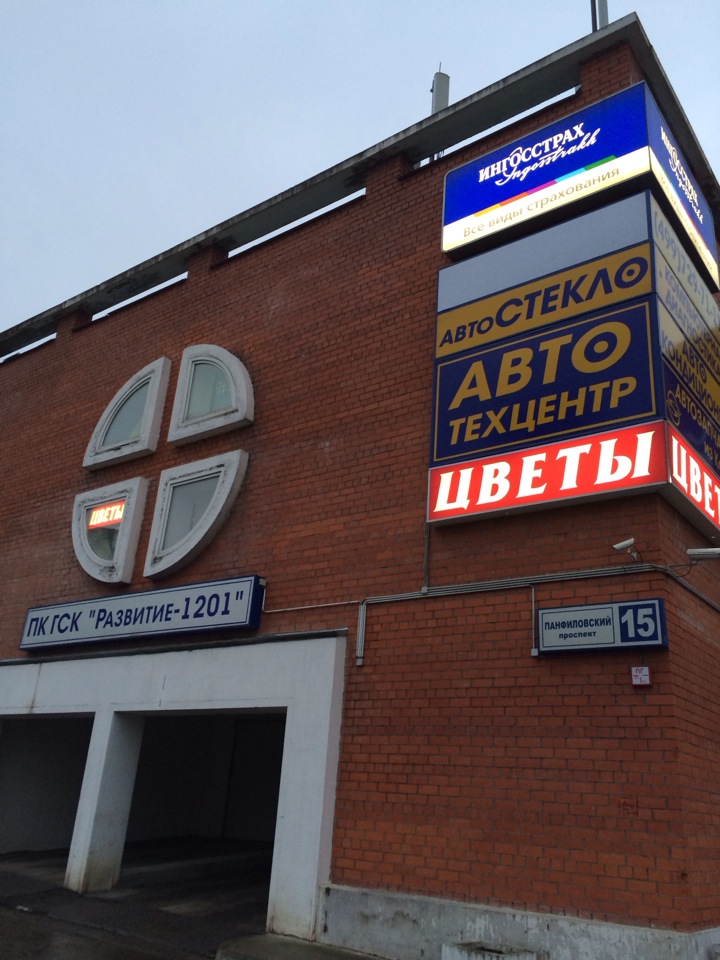 ИНГОССТРАХ
Ingosstrakh
Все виды страхования
АВТОСТЕКЛО
АВТО
ТЕХЦЕНТР
ЦВЕТЫ
ЦВЕТЫ
ПК ГСК "РАЗВИТИЕ-1201"
ПАНФИЛОВСКИЙ
проспект
15